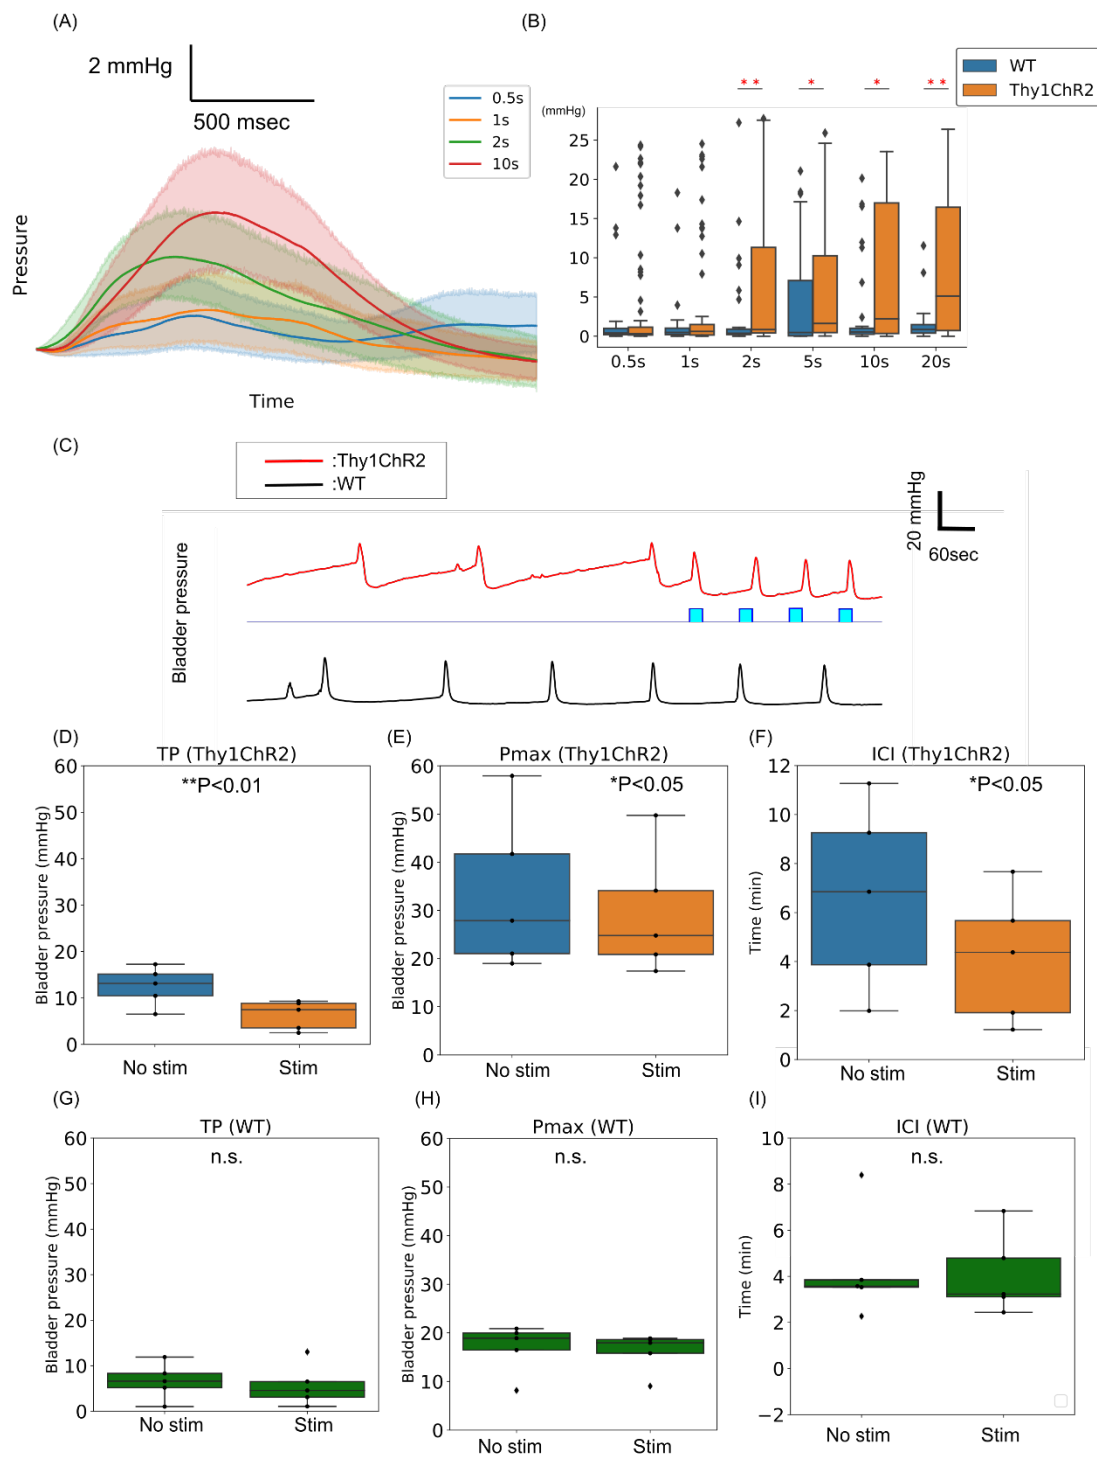 (A)
2 mmHg
500 msec
0.5s
1s
2s
10s
Pressure
Time
(B)
WT
Thy1ChR2
(mmHg)
** * * **
25
20
15
10
5
0
0.5s 1s 2s 5s 10s 20s
(C)
:Thy1ChR2
:WT
20 mmHg
60sec
Bladder pressure
(D)
TP (Thy1ChR2)
**P<0.01
Bladder pressure (mmHg)
60
50
40
30
20
10
0
No stim Stim
(E)
Pmax (Thy1ChR2)
*P<0.05
Bladder pressure (mmHg)
60
50
40
30
20
10
0
No stim Stim
(F)
ICI (Thy1ChR2)
*P<0.05
Time (min)
12
10
8
6
4
2
0
No stim Stim
(G)
TP (WT)
n.s.
Bladder pressure (mmHg)
60
50
40
30
20
10
0
No stim Stim
(H)
Pmax (WT)
n.s.
Bladder pressure (mmHg)
60
50
40
30
20
10
0
No stim Stim
(I)
ICI (WT)
n.s.
Time (min)
10
8
6
4
2
0
−2
No stim Stim